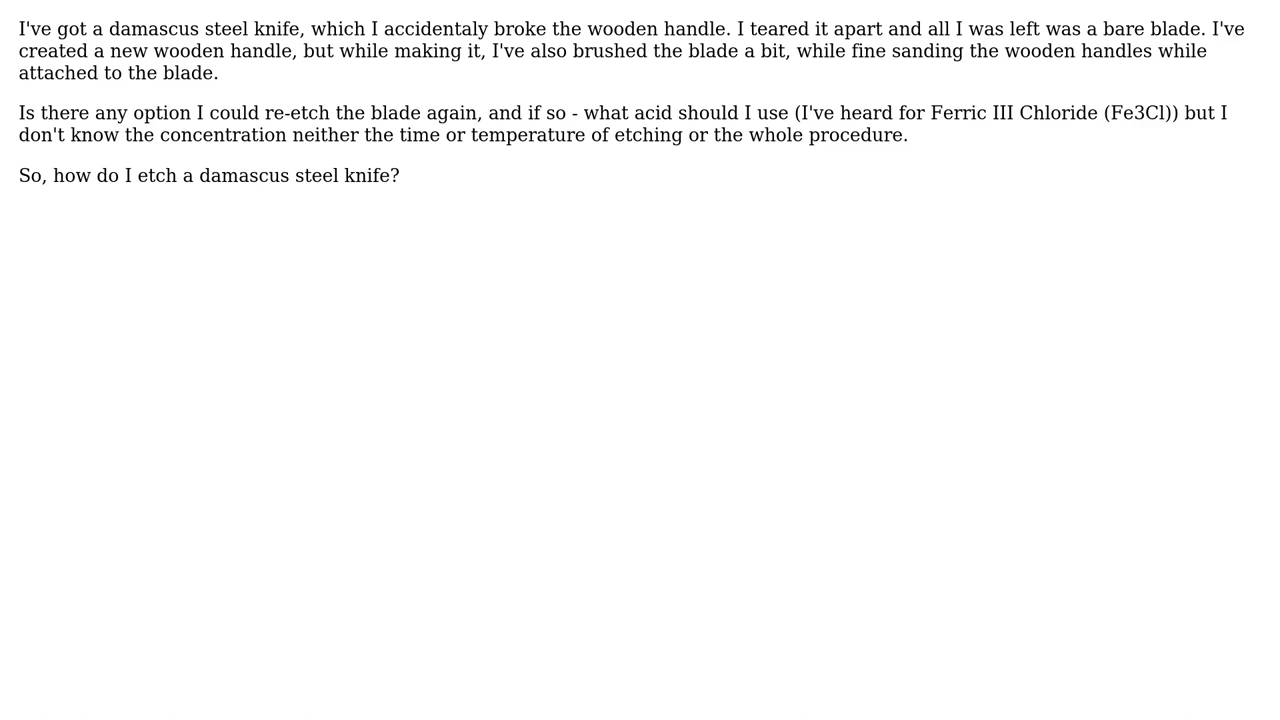 I've got a damascus steel knife, which I accidentaly broke the wooden handle. I teared it apart and all I was left was a bare blade. I've
created a new wooden handle, but while making it, I've also brushed the blade a bit, while fine sanding the wooden handles while
attached to the blade.
Is there any option I could re-etch the blade again, and if so - what acid should I use (I've heard for Ferric III Chloride (Fe3Cl)) but I
don't know the concentration neither the time or temperature of etching or the whole procedure.
So, how do I etch a damascus steel knife?